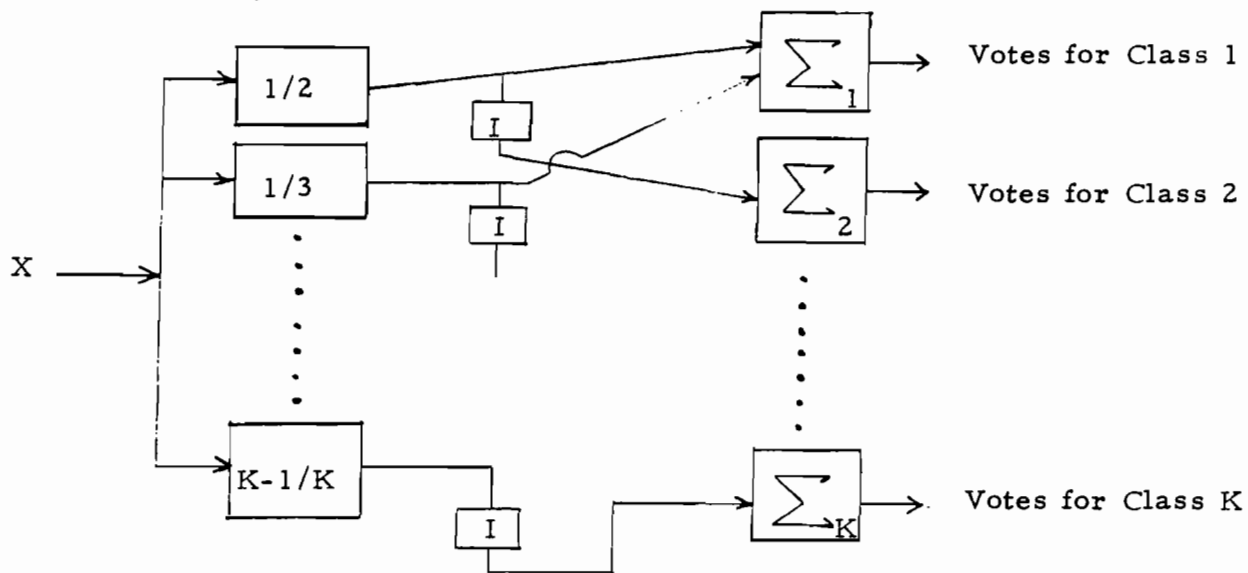 1/2
I
Σ1
Votes for Class 1
1/3
I
Σ2
Votes for Class 2
X
K-1/K
I
ΣK
Votes for Class K